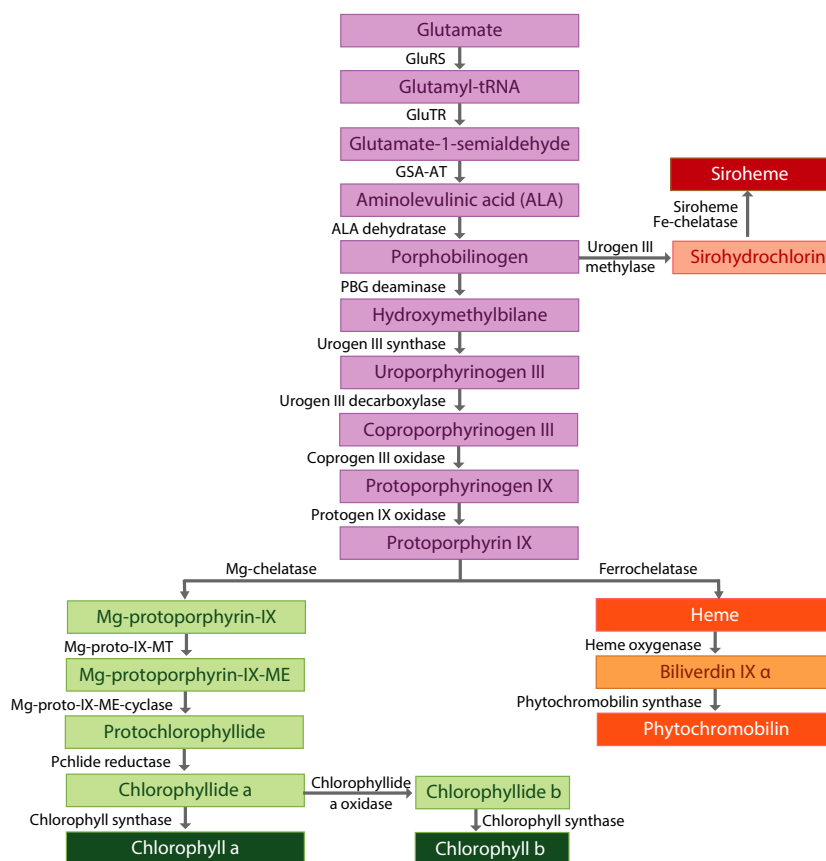 Glutamate
GluRS
Glutamyl-tRNA
GluTR
Glutamate-1-semialdehyde
GSA-AT
Siroheme
Aminolevulinic acid (ALA)
Siroheme
Fe-chelatase
ALA dehydratase
Porphobilinogen
Urogen III
methylase
Sirohydrochlorin
PBG deaminase
Hydroxymethylbilane
Urogen III synthase
Uroporphyrinogen III
Urogen III decarboxylase
Coproporphyrinogen III
Coprogen III oxidase
Protoporphyrinogen IX
Protogen IX oxidase
Protoporphyrin IX
Mg-chelatase
Ferrochelatase
Mg-protoporphyrin-IX
Heme
Mg-proto-IX-MT
Heme oxygenase
Mg-protoporphyrin-IX-ME
Biliverdin IX α
Mg-proto-IX-ME-cyclase
Phytochromobilin synthase
Protochlorophyllide
Phytochromobilin
Pchlide reductase
Chlorophyllide a
Chlorophyllide
a oxidase
Chlorophyllide b
Chlorophyll synthase
Chlorophyll synthase
Chlorophyll a
Chlorophyll b